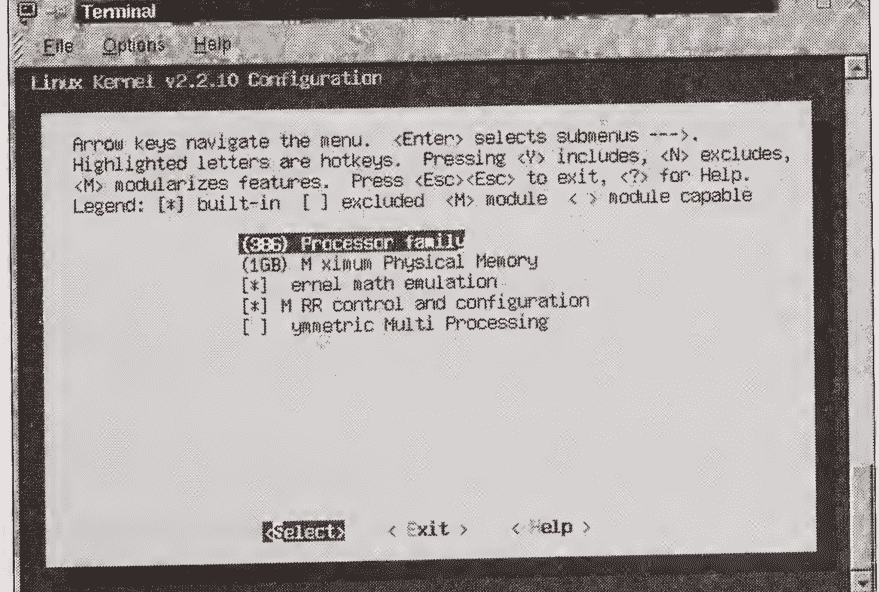 Terminal
File Options Help
Linux Kernel v2.2.10 Configuration
Arrow keys navigate the menu. <Enter> selects submenus --->.
Highlighted letters are hotkeys. Pressing <Y> includes, <N> excludes,
<M> modularizes features. Press <Esc><Esc> to exit, <?> for Help.
Legend: [*] built-in [ ] excluded <M> module < > module capable
(386) Processor family
(1GB) M ximum Physical Memory
[*] ernel math emulation
[*] M RR control and configuration
[ ] ymmetric Multi Processing
<Select> < Exit > < Help >